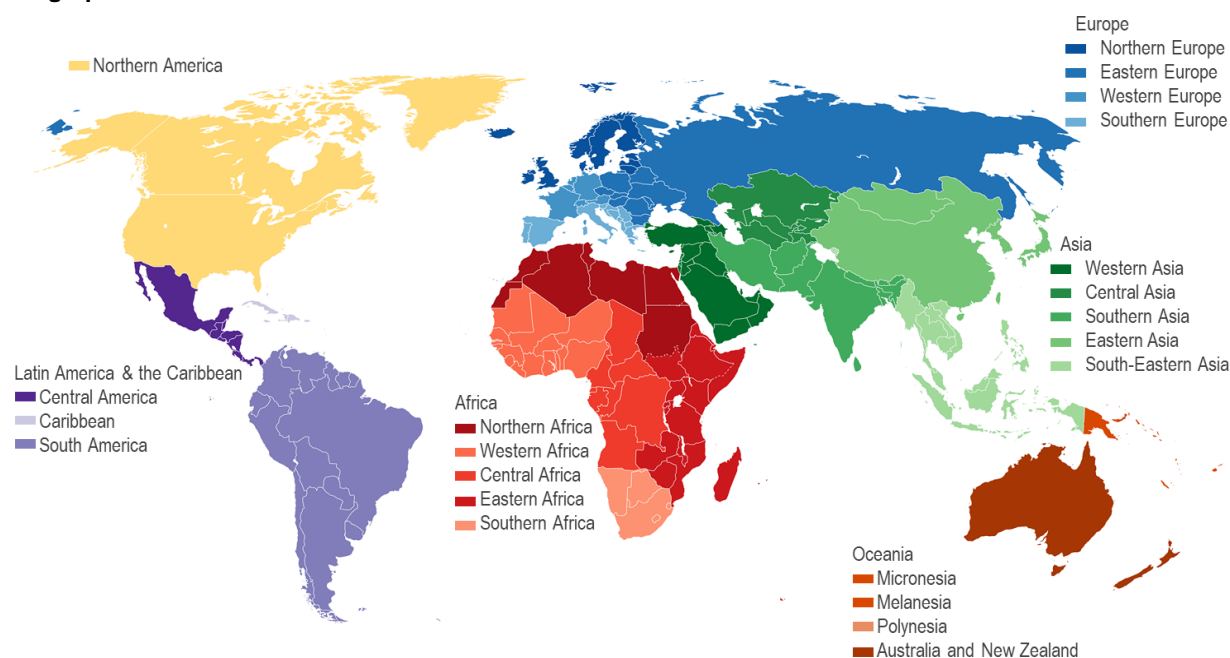 Europe
Northern Europe
Eastern Europe
Western Europe
Southern Europe
Northern America
Asia
Western Asia
Central Asia
Southern Asia
Eastern Asia
South-Eastern Asia
Latin America & the Caribbean
Central America
Caribbean
South America
Africa
Northern Africa
Western Africa
Central Africa
Eastern Africa
Southern Africa
Oceania
Micronesia
Melanesia
Polynesia
Australia and New Zealand